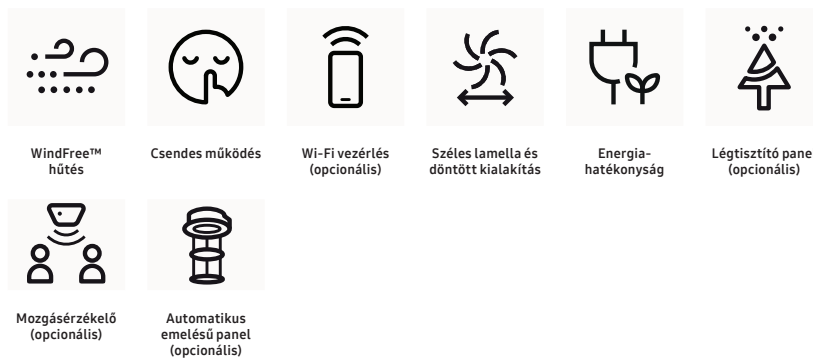 WindFree™
hűtés
Csendes működés
Wi-Fi vezérlés
(opcionális)
Széles lamella és
döntött kialakítás
Energia-
hatékonyság
Légtisztító pane
(opcionális)
Mozgásérzékelő
(opcionális)
Automatikus
emelésű panel
(opcionális)